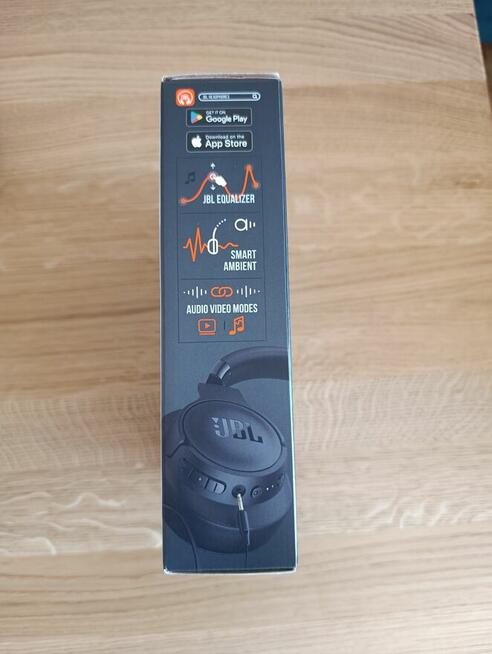 JBL HEADPHONES
GET IT ON
Google Play
Download on the
App Store
JBL EQUALIZER
SMART
AMBIENT
AUDIO VIDEO MODES
JBL